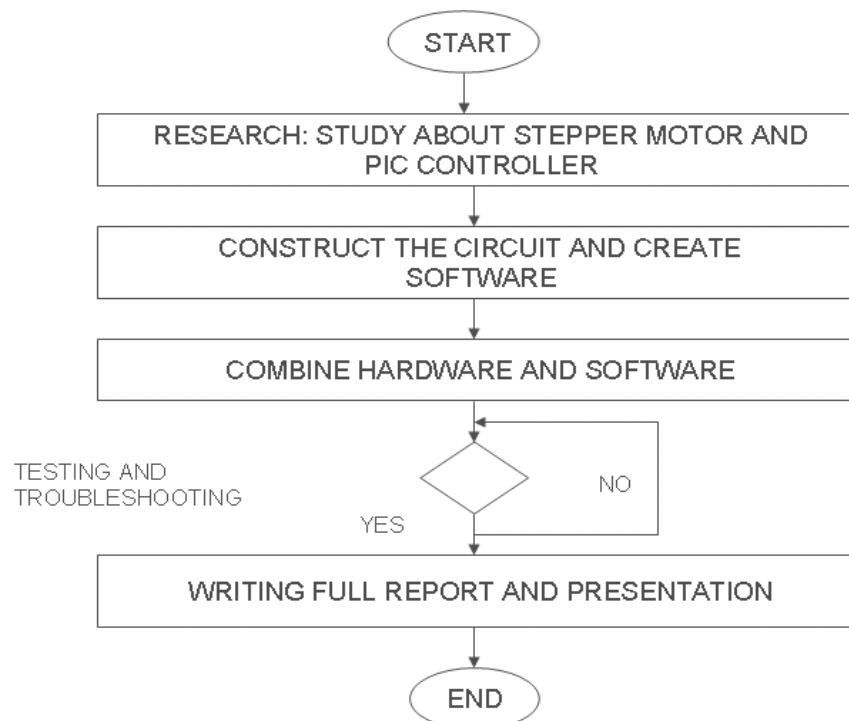 START
RESEARCH: STUDY ABOUT STEPPER MOTOR AND
PIC CONTROLLER
CONSTRUCT THE CIRCUIT AND CREATE
SOFTWARE
COMBINE HARDWARE AND SOFTWARE
TESTING AND
TROUBLESHOOTING
NO
YES
WRITING FULL REPORT AND PRESENTATION
END